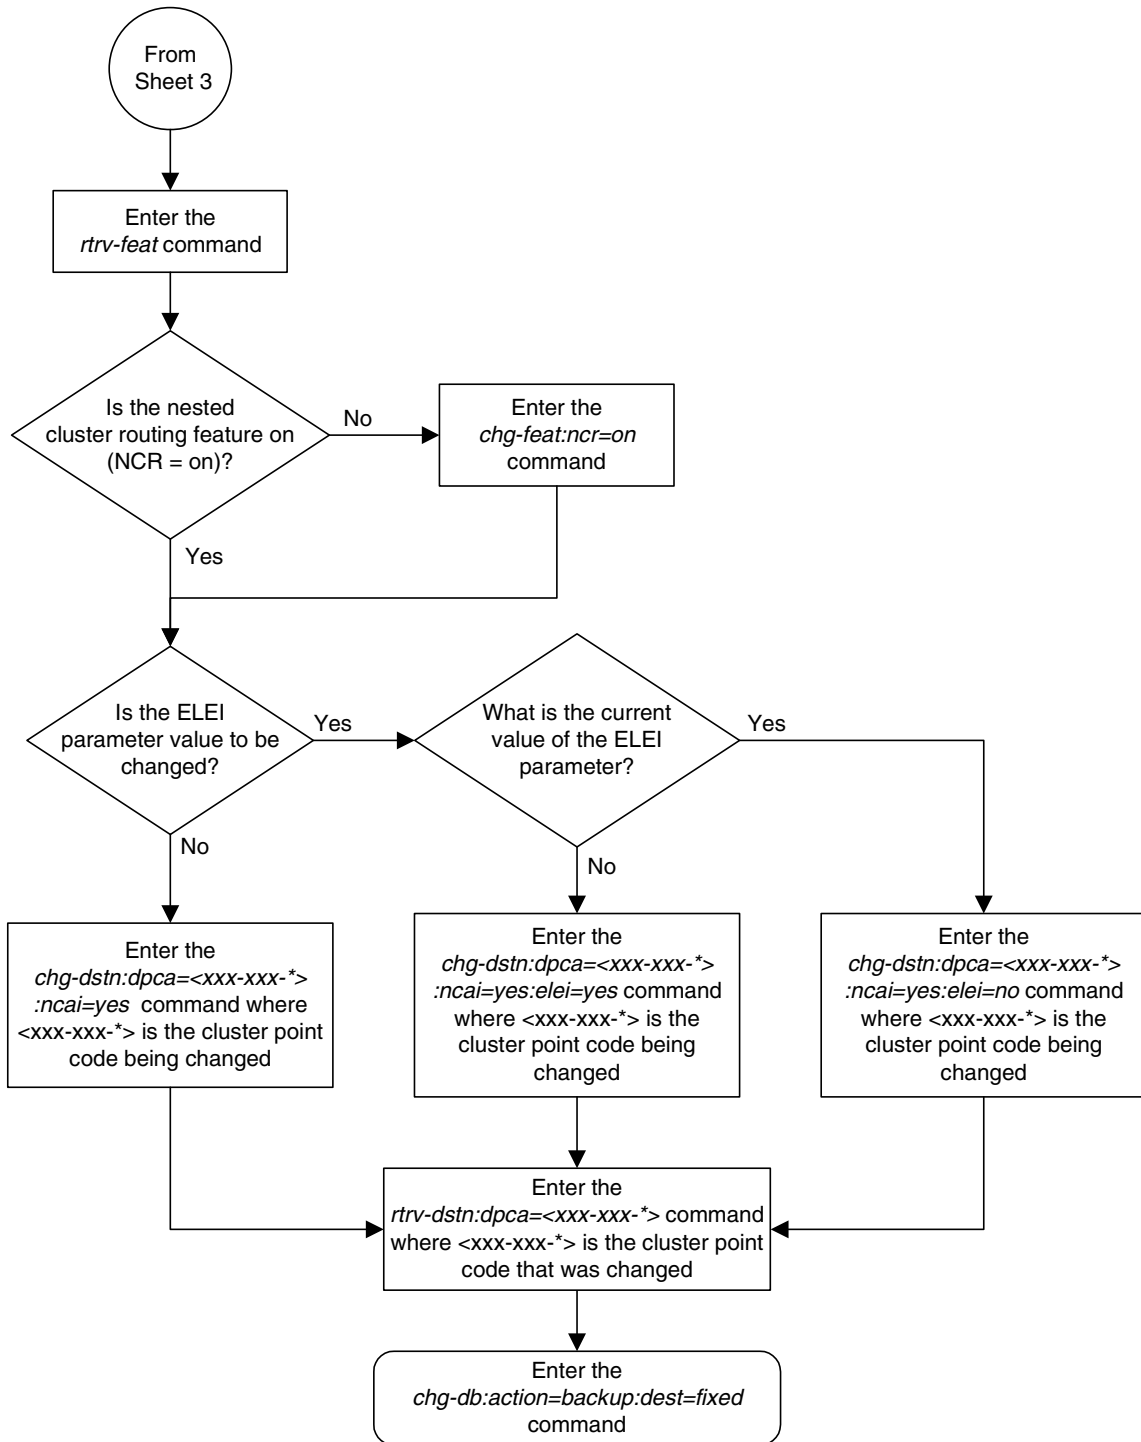 From
Sheet 3
Enter the
rtrv-feat command
Is the nested
cluster routing feature on
(NCR = on)?
No
Enter the
chg-feat:ncr=on
command
Yes
Is the ELEI
parameter value to be
changed?
Yes
What is the current
value of the ELEI
parameter?
Yes
No
No
Enter the
chg-dstn:dpca=<xxx-xxx-*>
:ncai=yes command where
<xxx-xxx-*> is the cluster point
code being changed
Enter the
chg-dstn:dpca=<xxx-xxx-*>
:ncai=yes:elei=yes command
where <xxx-xxx-*> is the
cluster point code being
changed
Enter the
chg-dstn:dpca=<xxx-xxx-*>
:ncai=yes:elei=no command
where <xxx-xxx-*> is the
cluster point code being
changed
Enter the
rtrv-dstn:dpca=<xxx-xxx-*> command
where <xxx-xxx-*> is the cluster point
code that was changed
Enter the
chg-db:action=backup:dest=fixed
command